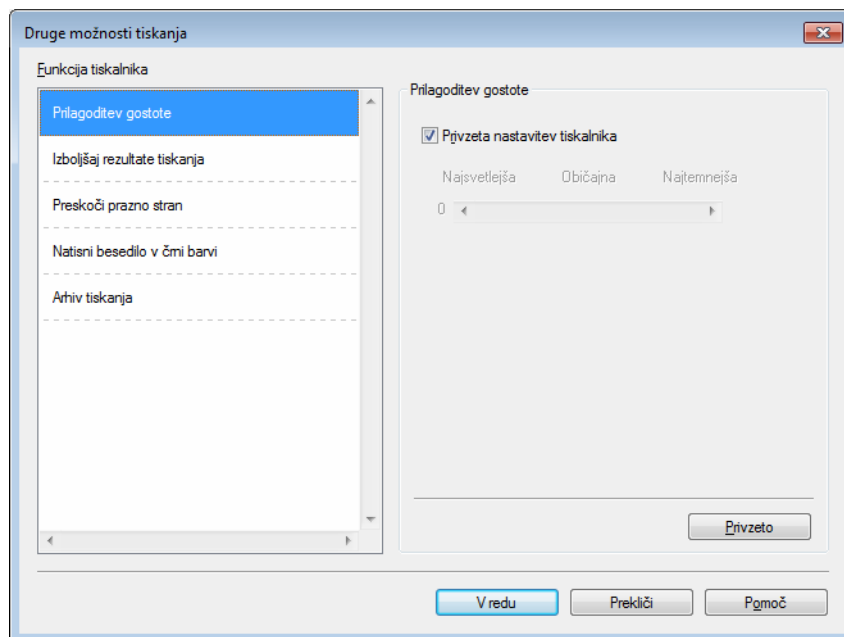 Druge možnosti tiskanja
Funkcija tiskalnika
Prilagoditev gostote
Izboljšaj rezultate tiskanja
Preskoči prazno stran
Natisni besedilo v črni barvi
Arhiv tiskanja
Prilagoditev gostote
Privzeta nastavitev tiskalnika
Najsvetlejša Običajna Najtemnejša
0
Privzeto
V redu Prekliči Pomoč